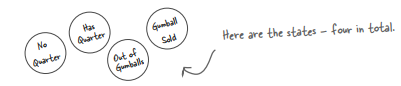 No
Quarter
Has
Quarter
Out of
Gumballs
Gumball
Sold
Here are the states – four in total.